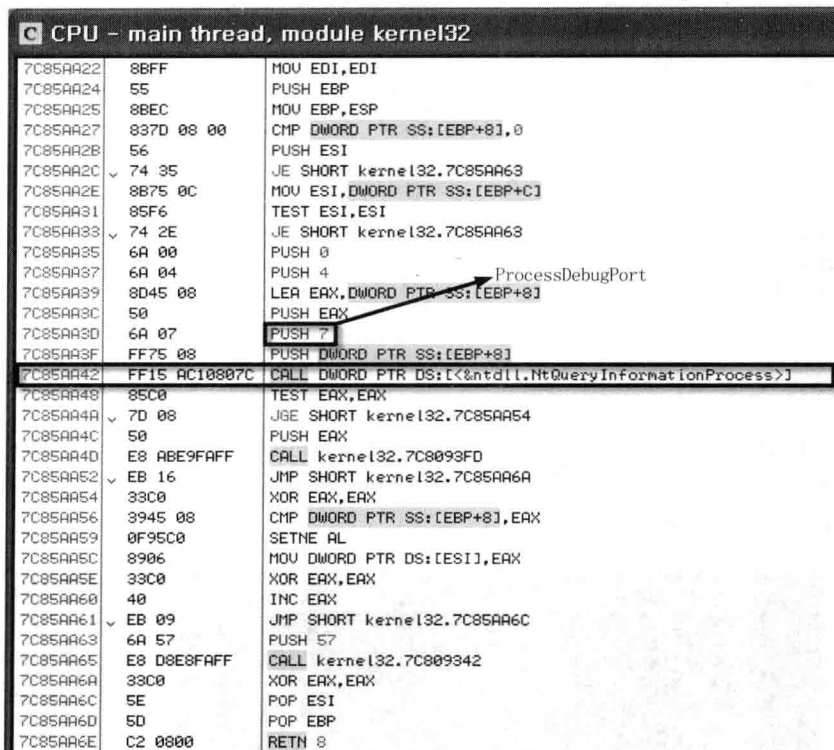 C CPU - main thread, module kernel32
7C85AA22 8BFF MOV EDI,EDI
7C85AA24 55 PUSH EBP
7C85AA25 8BEC MOV EBP,ESP
7C85AA27 837D 08 00 CMP DWORD PTR SS:[EBP+8],0
7C85AA2B 56 PUSH ESI
7C85AA2C 74 35 JE SHORT kernel32.7C85AA63
7C85AA2E 8B75 0C MOV ESI,DWORD PTR SS:[EBP+C]
7C85AA31 85F6 TEST ESI,ESI
7C85AA33 74 2E JE SHORT kernel32.7C85AA63
7C85AA35 6A 00 PUSH 0
7C85AA37 6A 04 PUSH 4 ProcessDebugPort
7C85AA39 8D45 08 LEA EAX,DWORD PTR SS:[EBP+8]
7C85AA3C 50 PUSH EAX
7C85AA3D 6A 07 PUSH 7
7C85AA3F FF75 08 PUSH DWORD PTR SS:[EBP+8]
7C85AA42 FF15 AC10807C CALL DWORD PTR DS:[<&ntdll.NtQueryInformationProcess>]
7C85AA48 85C0 TEST EAX,EAX
7C85AA4A 7D 08 JGE SHORT kernel32.7C85AA54
7C85AA4C 50 PUSH EAX
7C85AA4D E8 ABE9FAFF CALL kernel32.7C8093FD
7C85AA52 EB 16 JMP SHORT kernel32.7C85AA6A
7C85AA54 33C0 XOR EAX,EAX
7C85AA56 3945 08 CMP DWORD PTR SS:[EBP+8],EAX
7C85AA59 0F95C0 SETNE AL
7C85AA5C 8906 MOV DWORD PTR DS:[ESI],EAX
7C85AA5E 33C0 XOR EAX,EAX
7C85AA60 40 INC EAX
7C85AA61 EB 09 JMP SHORT kernel32.7C85AA6C
7C85AA63 6A 57 PUSH 57
7C85AA65 E8 D8E8FAFF CALL kernel32.7C809342
7C85AA6A 33C0 XOR EAX,EAX
7C85AA6C 5E POP ESI
7C85AA6D 5D POP EBP
7C85AA6E C2 0800 RETN 8